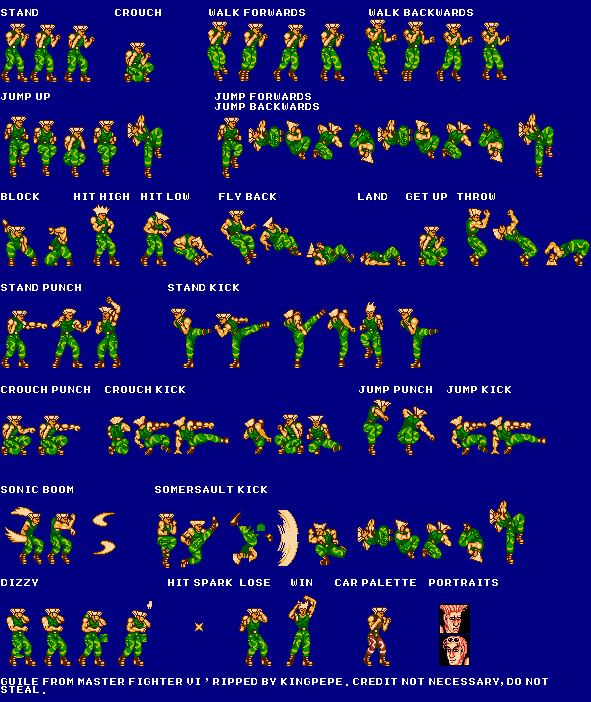 STAND CROUCH WALK FORWARDS WALK BACKWARDS
JUMP UP JUMP FORWARDS
JUMP BACKWARDS
BLOCK HIT HIGH HIT LOW FLY BACK LAND GET UP THROW
STAND PUNCH STAND KICK
CROUCH PUNCH CROUCH KICK JUMP PUNCH JUMP KICK
SONIC BOOM SOMERSAULT KICK
DIZZY HIT SPARK LOSE WIN CAR PALETTE PORTRAITS
GUILE FROM MASTER FIGHTER VI' RIPPED BY KINGPEPE. CREDIT NOT NECESSARY, DO NOT
STEAL.